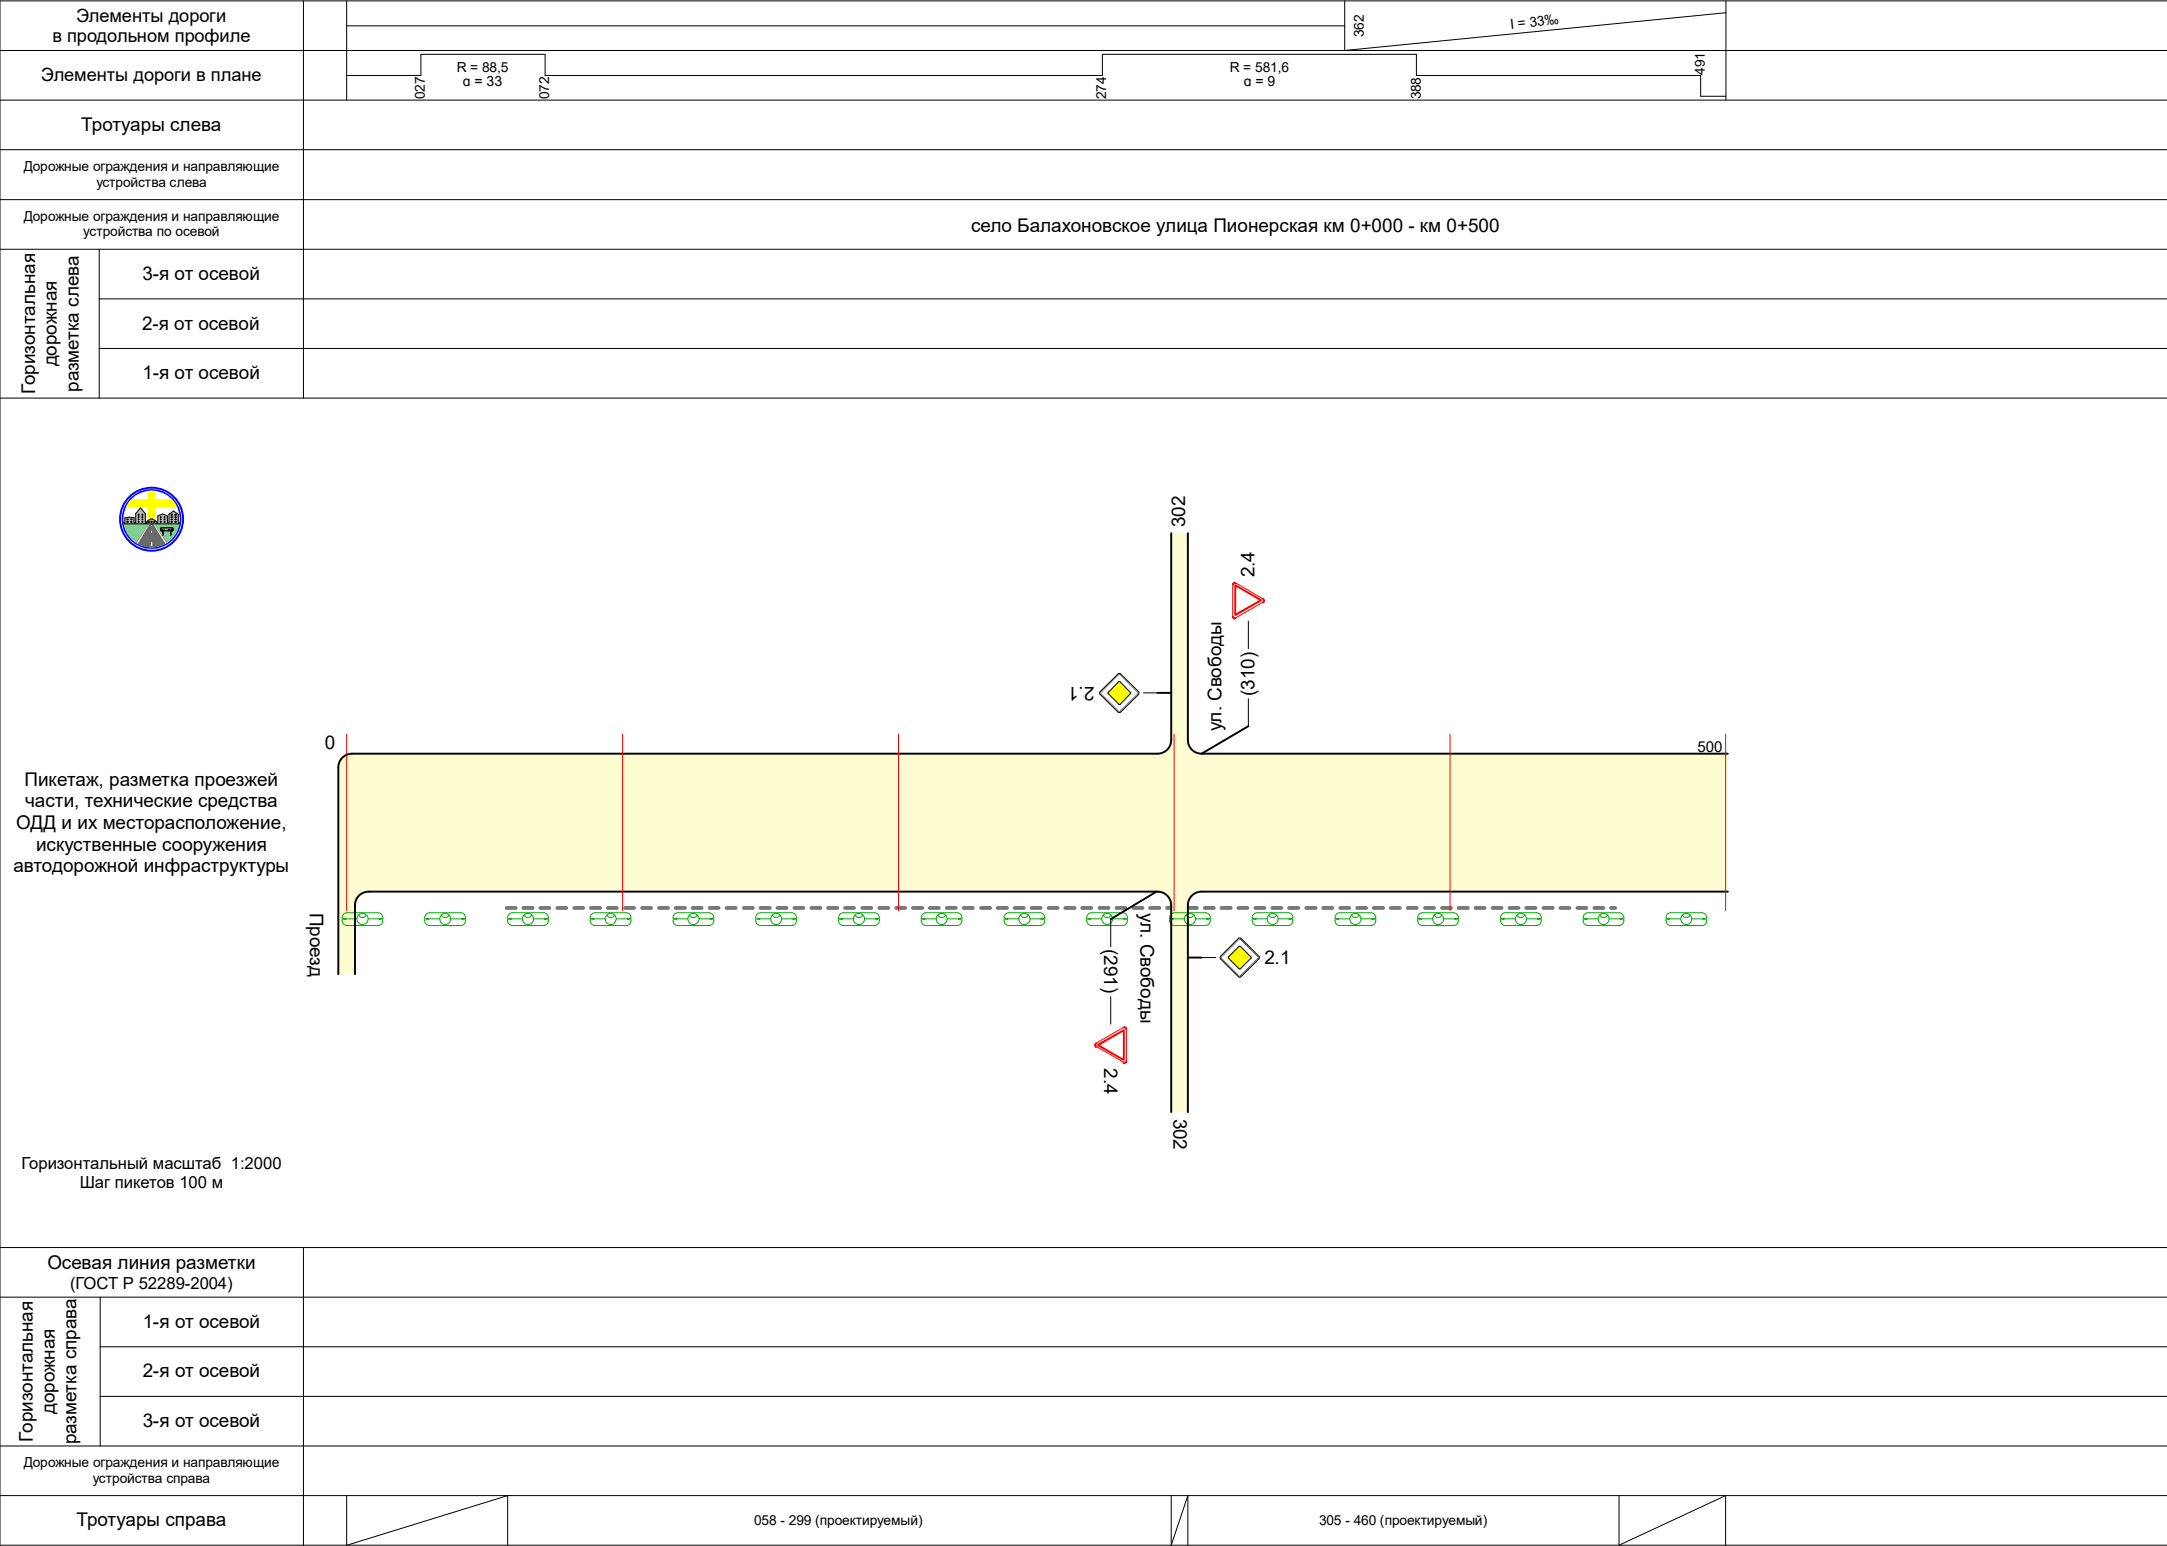 Элементы дороги
в продольном профиле
362
I = 33‰
Элементы дороги в плане
027
R = 88,5
α = 33
072
274
R = 581,6
α = 9
388
491
Тротуары слева
Дорожные ограждения и направляющие
устройства слева
Дорожные ограждения и направляющие
устройства по осевой
село Балахоновское улица Пионерская км 0+000 - км 0+500
Горизонтальная
дорожная
разметка слева
3-я от осевой
2-я от осевой
1-я от осевой
302
2.4
(310)
ул. Свободы
2.1
0
500
Пикетаж, разметка проезжей
части, технические средства
ОДД и их месторасположение,
искуственные сооружения
автодорожной инфраструктуры
Проезд
ул. Свободы
(291)
2.4
2.1
302
Горизонтальный масштаб 1:2000
Шаг пикетов 100 м
Осевая линия разметки
(ГОСТ Р 52289-2004)
Горизонтальная
дорожная
разметка справа
1-я от осевой
2-я от осевой
3-я от осевой
Дорожные ограждения и направляющие
устройства справа
Тротуары справа
058 - 299 (проектируемый)
305 - 460 (проектируемый)